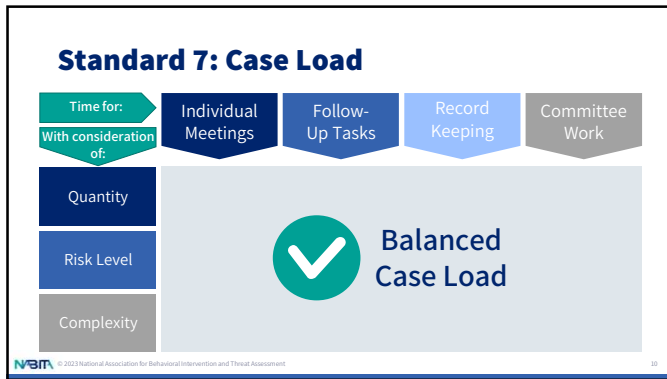 Standard 7: Case Load
Time for:
With consideration
of:
Individual
Meetings
Follow-
Up Tasks
Record
Keeping
Committee
Work
Quantity
Risk Level
Complexity
Balanced
Case Load
NABITA © 2023 National Association for Behavioral Intervention and Threat Assessment
10